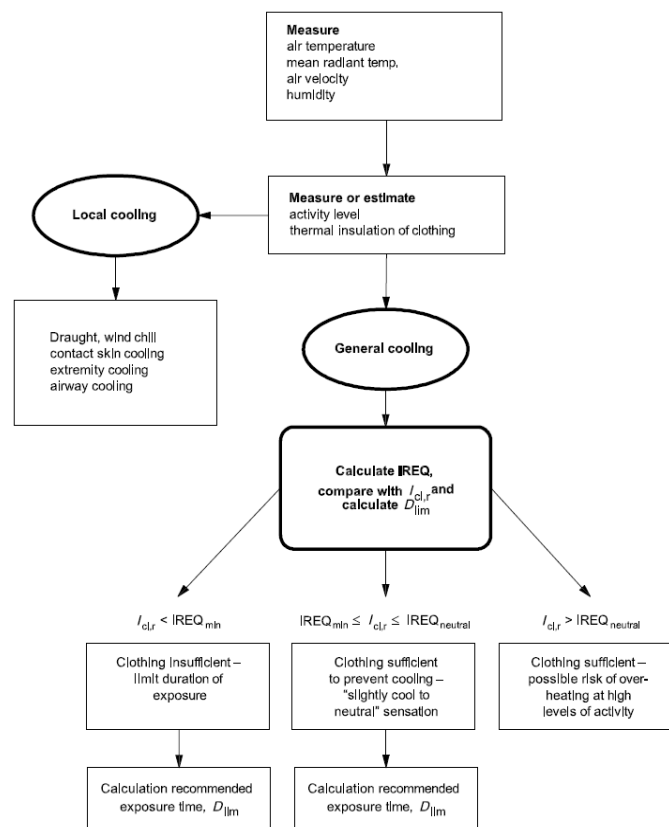 Measure
air temperature
mean radiant temp.
air velocity
humidity
Measure or estimate
activity level
thermal insulation of clothing
Local cooling
Draught, wind chill
contact skin cooling
extremity cooling
airway cooling
General cooling
Calculate IREQ,
compare with Icl,r and
calculate Dlim
Icl,r < IREQmin
IREQmin ≤ Icl,r ≤ IREQneutral
Icl,r > IREQneutral
Clothing insufficient –
limit duration of
exposure
Clothing sufficient
to prevent cooling –
"slightly cool to
neutral" sensation
Clothing sufficient –
possible risk of over-
heating at high
levels of activity
Calculation recommended
exposure time, Dlim
Calculation recommended
exposure time, Dlim